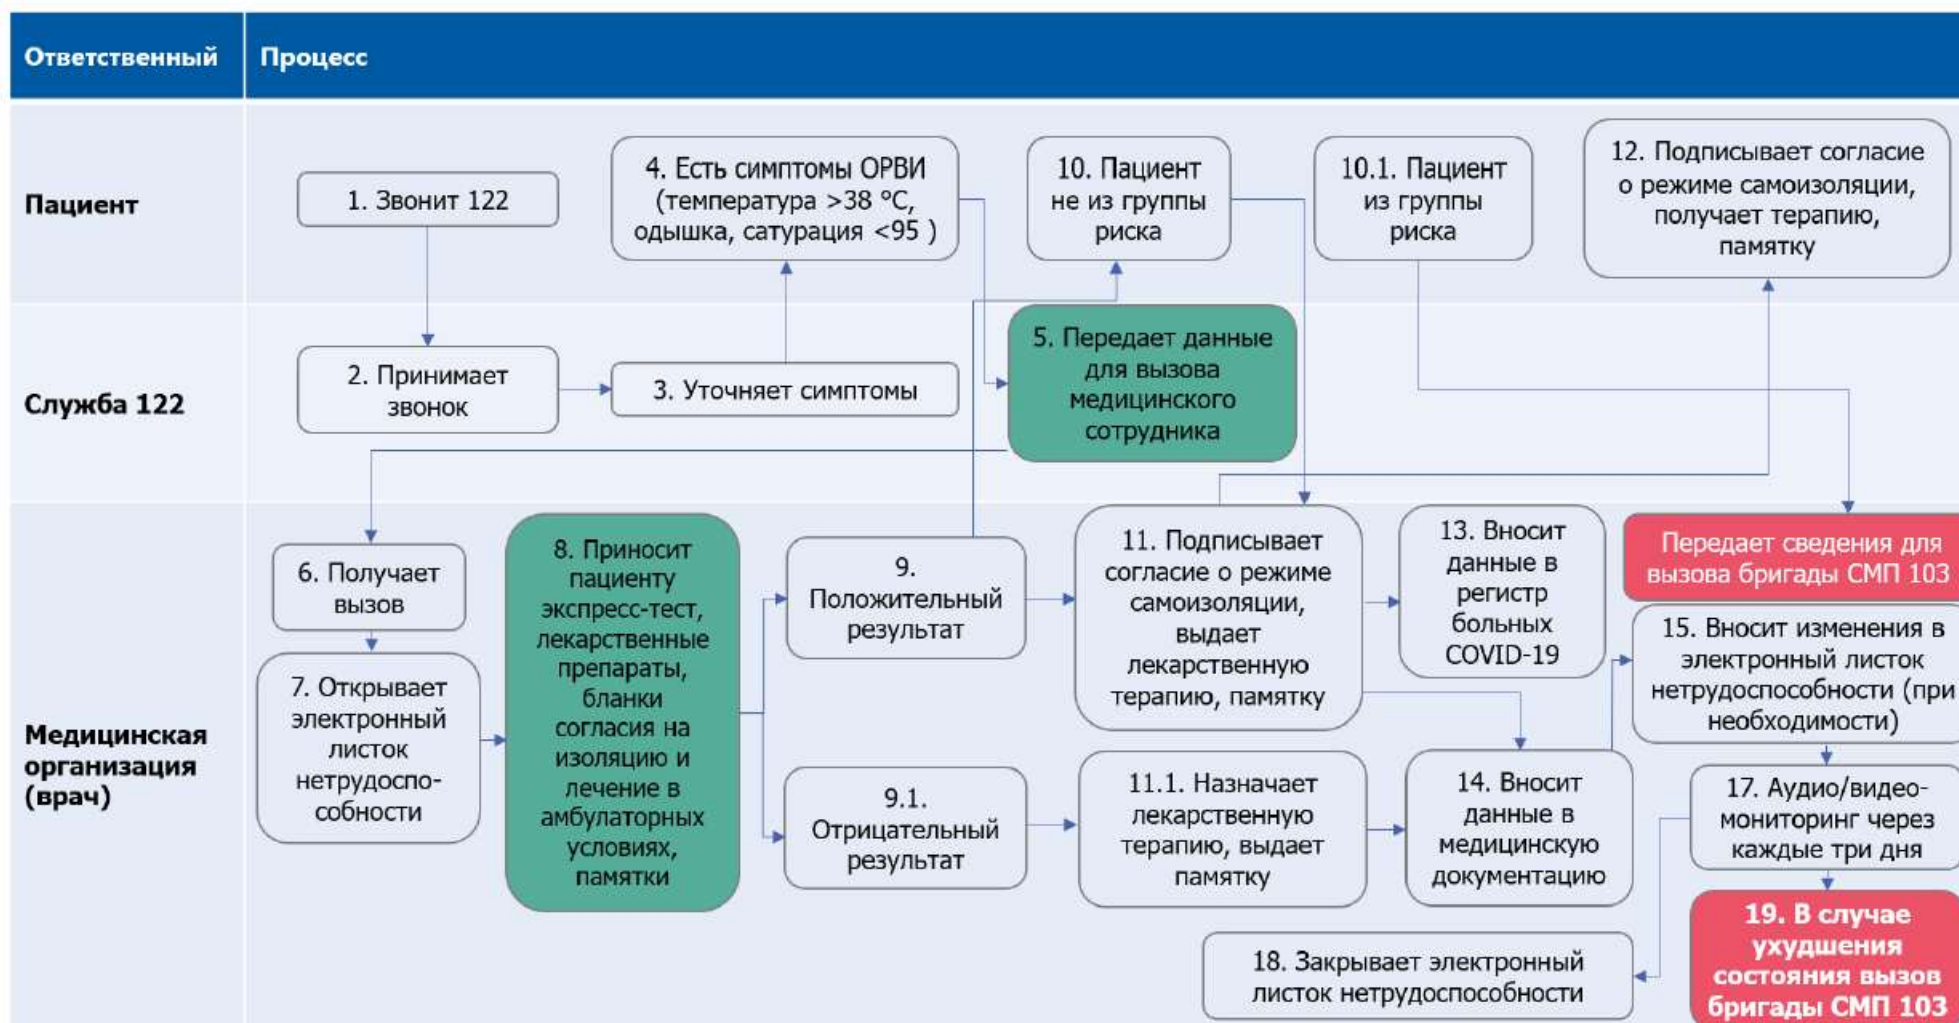 Ответственный
Процесс
Пациент
1. Звонит 122
4. Есть симптомы ОРВИ
(температура >38 °C,
одышка, сатурация <95 )
10. Пациент
не из группы
риска
10.1. Пациент
из группы
риска
12. Подписывает согласие
о режиме самоизоляции,
получает терапию,
памятку
Служба 122
2. Принимает
звонок
3. Уточняет симптомы
5. Передает данные
для вызова
медицинского
сотрудника
Медицинская
организация
(врач)
6. Получает
вызов
7. Открывает
электронный
листок
нетрудоспо-
собности
8. Приносит
пациенту
экспресс-тест,
лекарственные
препараты,
бланки
согласия на
изоляцию и
лечение в
амбулаторных
условиях,
памятки
9.
Положительный
результат
9.1.
Отрицательный
результат
11. Подписывает
согласие о режиме
самоизоляции,
выдает
лекарственную
терапию, памятку
11.1. Назначает
лекарственную
терапию, выдает
памятку
13. Вносит
данные в
регистр
больных
COVID-19
14. Вносит
данные в
медицинскую
документацию
Передает сведения для
вызова бригады СМП 103
15. Вносит изменения в
электронный листок
нетрудоспособности (при
необходимости)
17. Аудио/видео-
мониторинг через
каждые три дня
18. Закрывает электронный
листок нетрудоспособности
19. В случае
ухудшения
состояния вызов
бригады СМП 103